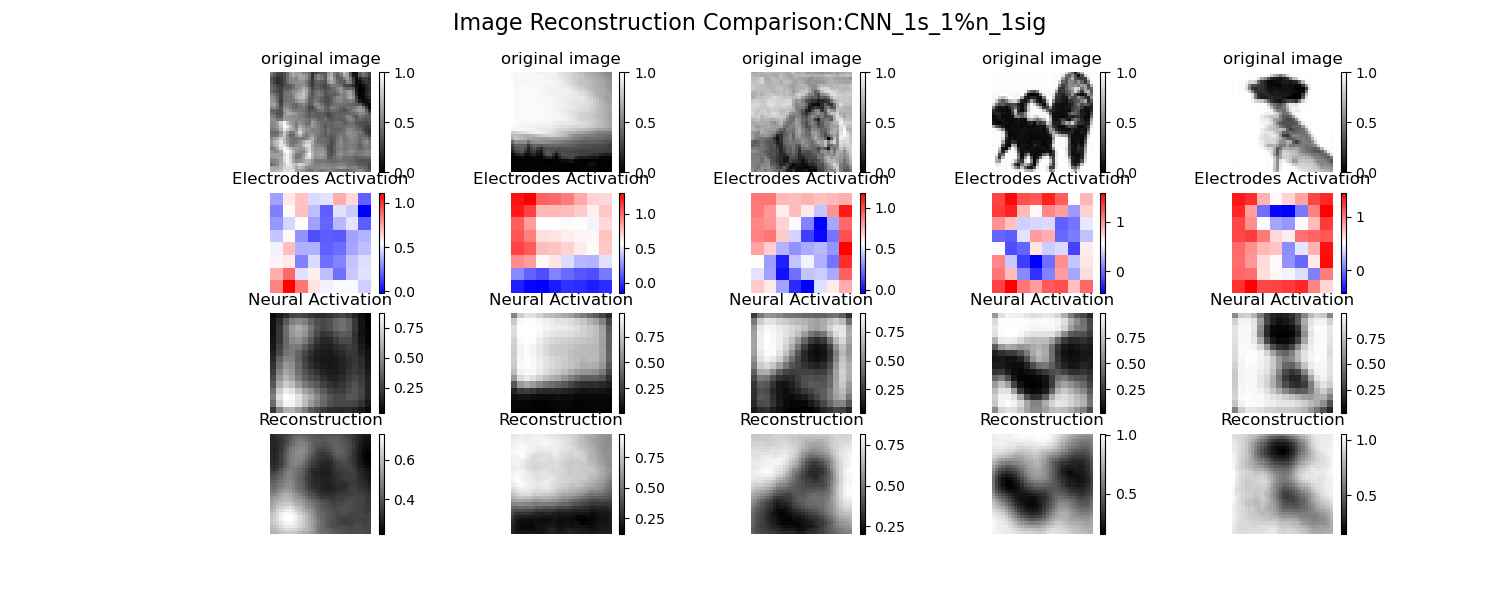 Image Reconstruction Comparison:CNN_1s_1%n_1sig
original image original image original image original image original image
1.0 1.0 1.0 1.0 1.0
0.5 0.5 0.5 0.5 0.5
0.0 0.0 0.0 0.0 0.0
Electrodes Activation Electrodes Activation Electrodes Activation Electrodes Activation Electrodes Activation
1.0 1.0 1.0 1 1
0.5 0.5 0.5 0 0
0.0 0.0 0.0
Neural Activation Neural Activation Neural Activation Neural Activation Neural Activation
0.75 0.75 0.75 0.75 0.75
0.50 0.50 0.50 0.50 0.50
0.25 0.25 0.25 0.25 0.25
Reconstruction Reconstruction Reconstruction Reconstruction Reconstruction
0.6 0.75 0.75 1.0 1.0
0.4 0.50 0.50 0.5 0.5
0.25 0.25